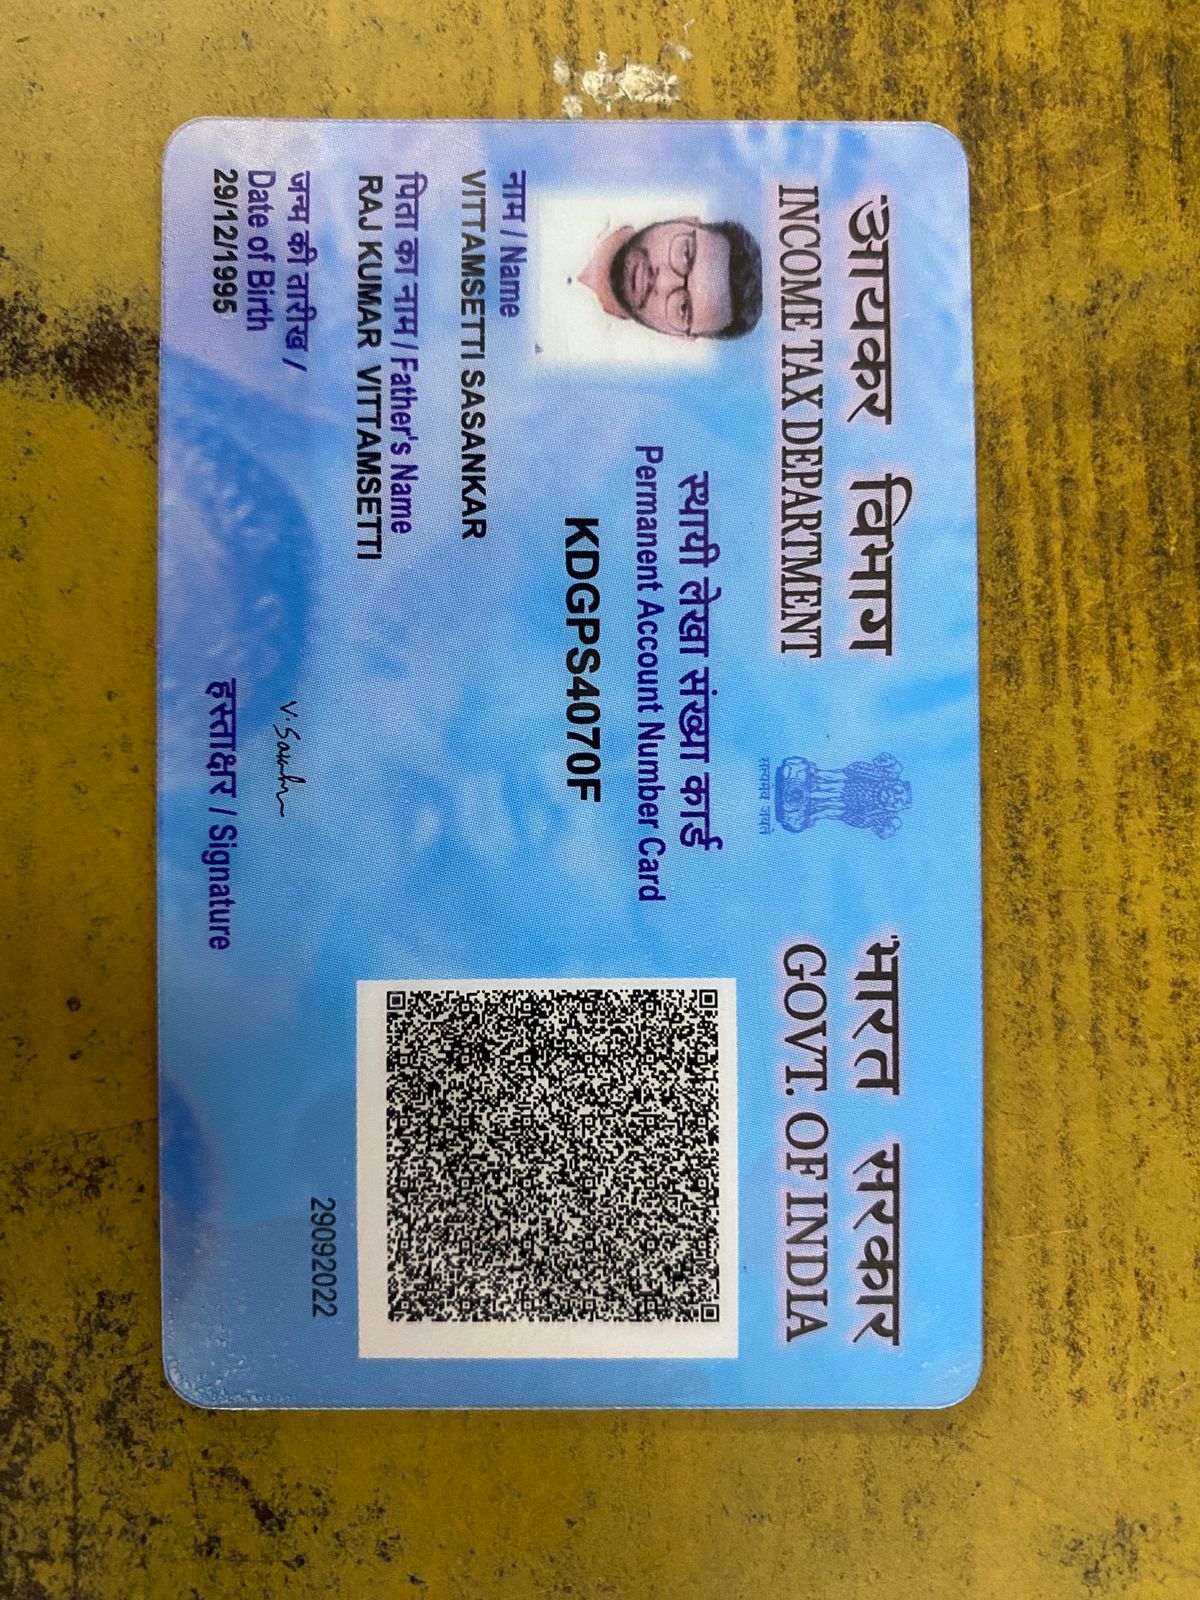 आयकर विभाग
INCOME TAX DEPARTMENT
सत्यमेव जयते
भारत सरकार
GOVT. OF INDIA
स्थायी लेखा संख्या कार्ड
Permanent Account Number Card
KDGPS4070F
नाम / Name
VITTAMSETTI SASANKAR
पिता का नाम / Father's Name
RAJ KUMAR VITTAMSETTI
जन्म की तारीख /
Date of Birth
29/12/1995
हस्ताक्षर / Signature
29092022